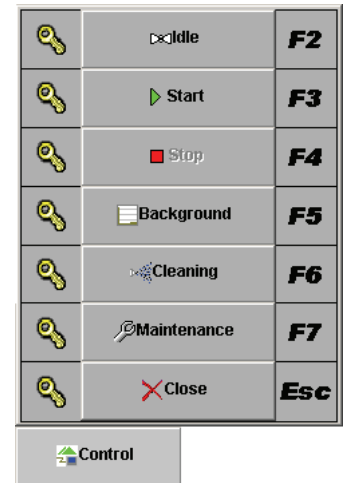 Idle F2
Start F3
Stop F4
Background F5
Cleaning F6
Maintenance F7
Close Esc
Control